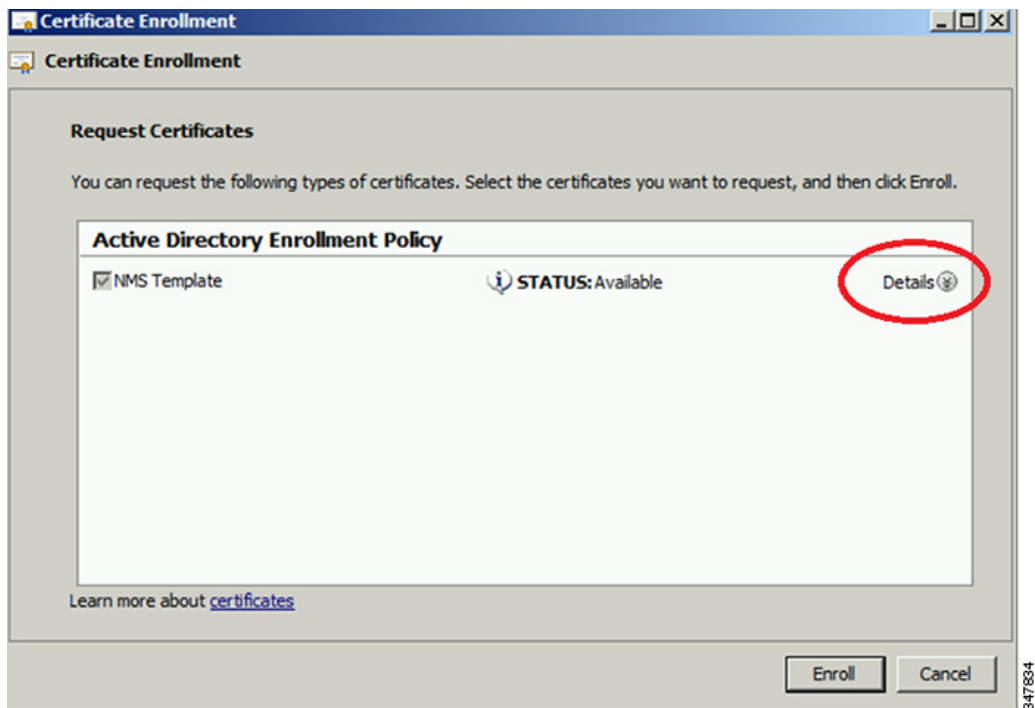 Certificate Enrollment
Certificate Enrollment
Request Certificates
You can request the following types of certificates. Select the certificates you want to request, and then click Enroll.
Active Directory Enrollment Policy
NMS Template STATUS: Available Details
Learn more about certificates
Enroll Cancel
347834